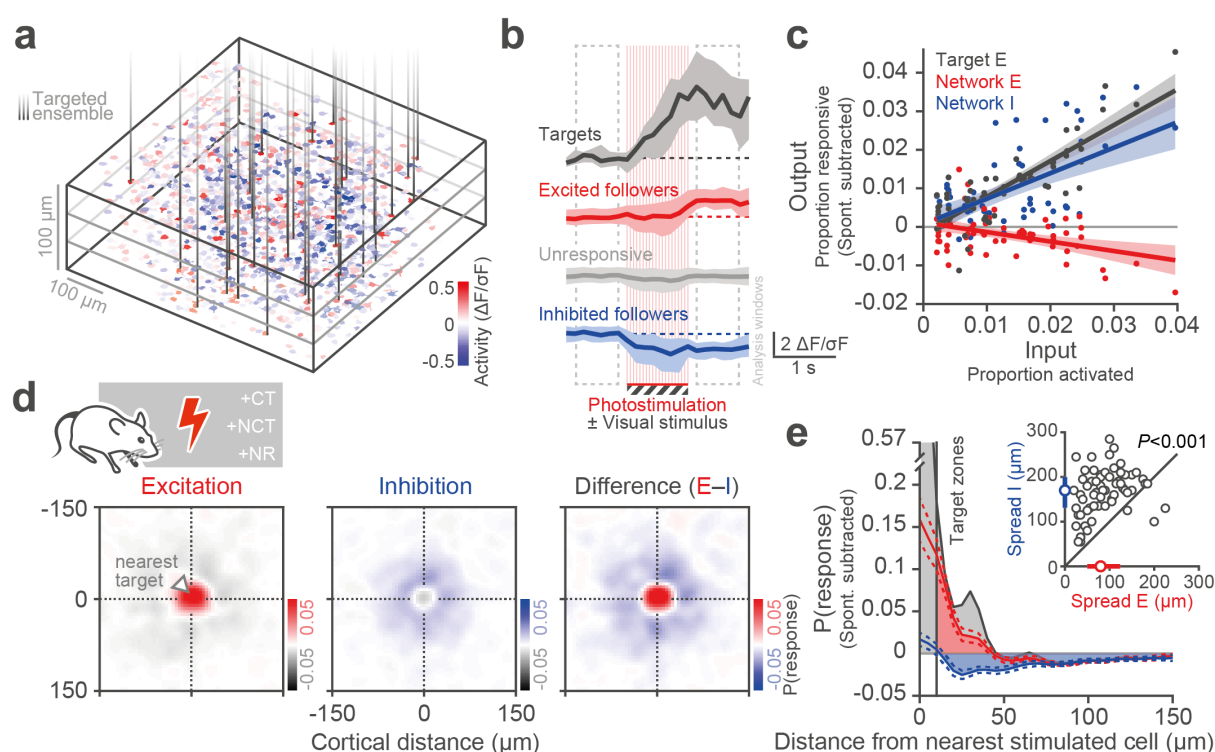 a
Targeted
ensemble
100 µm
100 µm
0.5
0
-0.5
Activity (ΔF/σF)
b
Targets
Excited followers
Unresponsive
Inhibited followers
Analysis windows
2 ΔF/σF
1 s
Photostimulation
± Visual stimulus
c
Target E
Network E
Network I
Output
Proportion responsive
(Spont. subtracted)
0.04
0.03
0.02
0.01
0
-0.01
-0.02
0
0.01
0.02
0.03
0.04
Input
Proportion activated
d
+CT
+NCT
+NR
Excitation
Inhibition
Difference (E–I)
-150
0
150
nearest
target
0.05
-0.05
0.05
-0.05
0.05
-0.05
P(response)
-150
0
150
Cortical distance (µm)
e
0.57
0.2
0.15
0.1
0.05
0
-0.05
P(response)
(Spont. subtracted)
Target zones
0
50
100
150
Distance from nearest stimulated cell (µm)
300
200
100
0
Spread I (µm)
P<0.001
0
100
200
300
Spread E (µm)